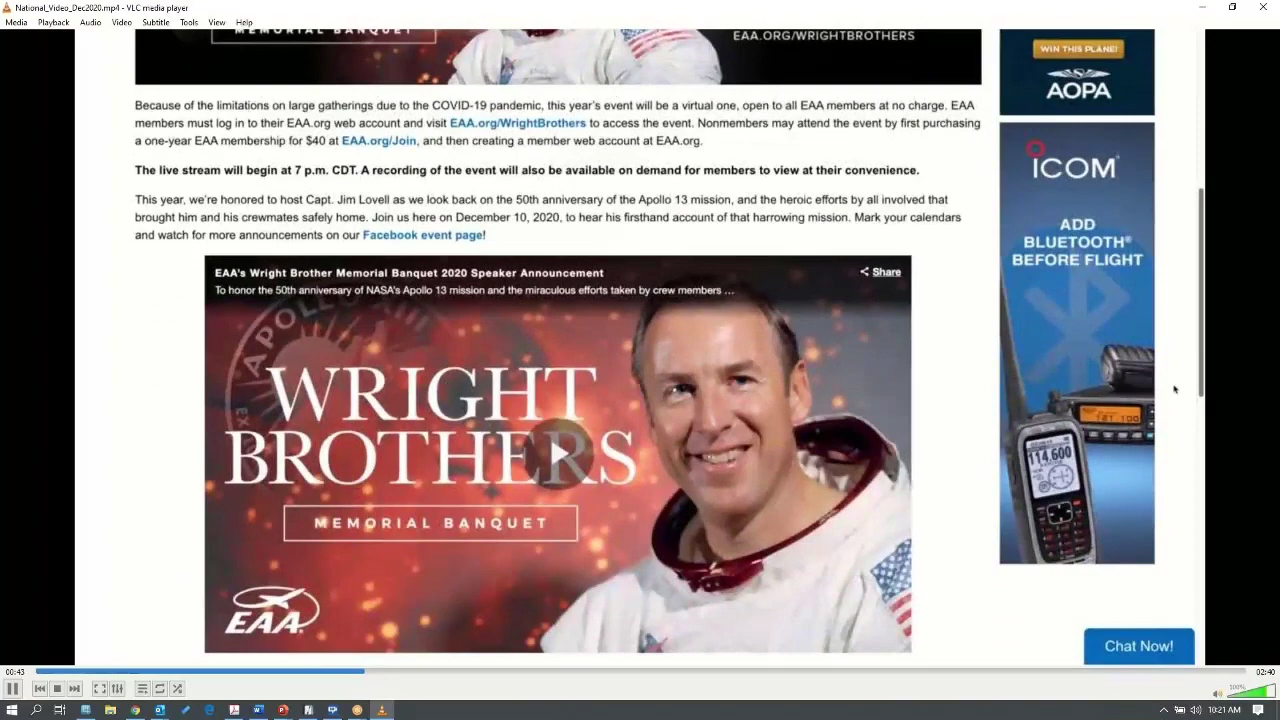 National_Video_Dec2020.mp4 - VLC media player
Media Playback Audio Video Subtitle Tools View Help
MEMORIAL BANQUET
EAA.ORG/WRIGHTBROTHERS
Because of the limitations on large gatherings due to the COVID-19 pandemic, this year's event will be a virtual one, open to all EAA members at no charge. EAA
members must log in to their EAA.org web account and visit EAA.org/WrightBrothers to access the event. Nonmembers may attend the event by first purchasing
a one-year EAA membership for $40 at EAA.org/Join, and then creating a member web account at EAA.org.
The live stream will begin at 7 p.m. CDT. A recording of the event will also be available on demand for members to view at their convenience.
This year, we're honored to host Capt. Jim Lovell as we look back on the 50th anniversary of the Apollo 13 mission, and the heroic efforts by all involved that
brought him and his crewmates safely home. Join us here on December 10, 2020, to hear his firsthand account of that harrowing mission. Mark your calendars
and watch for more announcements on our Facebook event page!
EAA's Wright Brother Memorial Banquet 2020 Speaker Announcement
Share
To honor the 50th anniversary of NASA's Apollo 13 mission and the miraculous efforts taken by crew members ...
APOLLO XIII
WRIGHT
BROTHERS
MEMORIAL BANQUET
EAA
WIN THIS PLANE!
AOPA
ICOM
ADD
BLUETOOTH®
BEFORE FLIGHT
114.600
Chat Now!
00:43
02:40
100%
10:21 AM